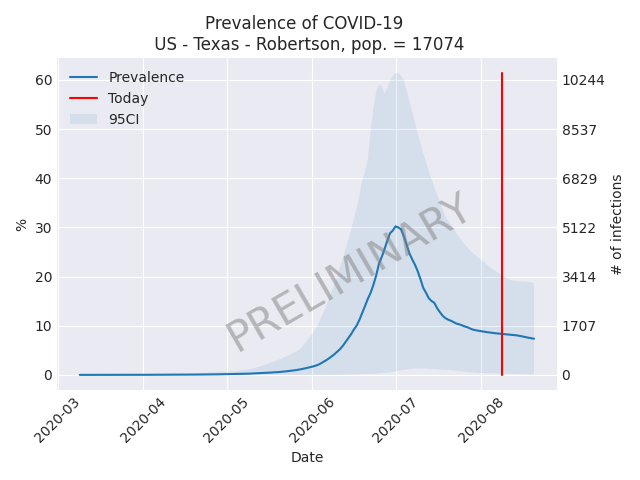 Prevalence of COVID-19
US - Texas - Robertson, pop. = 17074
Prevalence
Today
95CI
60
50
40
30
20
10
0
%
10244
8537
6829
5122
3414
1707
0
# of infections
PRELIMINARY
2020-03
2020-04
2020-05
2020-06
2020-07
2020-08
Date